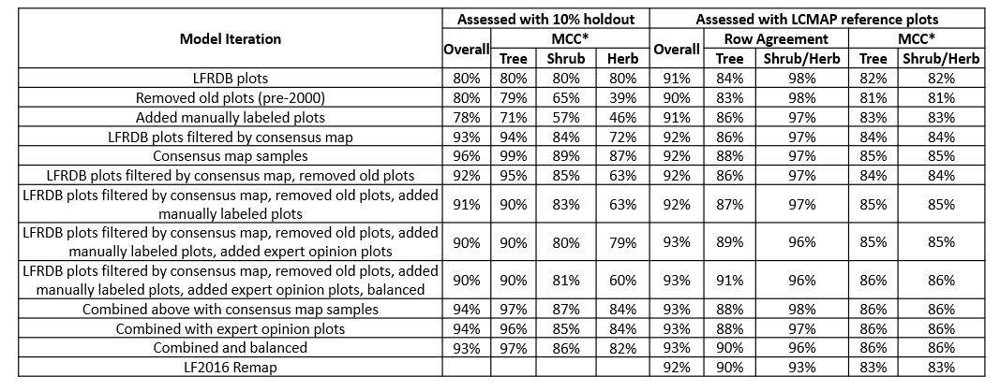 Model Iteration Assessed with 10% holdout Assessed with LCMAP reference plots
Overall MCC* Overall Row Agreement MCC*
Tree Shrub Herb Tree Shrub/Herb Tree Shrub/Herb
LFRDB plots 80% 80% 80% 80% 91% 84% 98% 82% 82%
Removed old plots (pre-2000) 80% 79% 65% 39% 90% 83% 98% 81% 81%
Added manually labeled plots 78% 71% 57% 46% 91% 86% 97% 83% 83%
LFRDB plots filtered by consensus map 93% 94% 84% 72% 92% 86% 97% 84% 84%
Consensus map samples 96% 99% 89% 87% 92% 88% 97% 85% 85%
LFRDB plots filtered by consensus map, removed old plots 92% 95% 85% 63% 92% 86% 97% 84% 84%
LFRDB plots filtered by consensus map, removed old plots, added
manually labeled plots 91% 90% 83% 63% 92% 87% 97% 85% 85%
LFRDB plots filtered by consensus map, removed old plots, added
manually labeled plots, added expert opinion plots 90% 90% 80% 79% 93% 89% 96% 85% 85%
LFRDB plots filtered by consensus map, removed old plots, added
manually labeled plots, added expert opinion plots, balanced 90% 90% 81% 60% 93% 91% 96% 86% 86%
Combined above with consensus map samples 94% 97% 87% 84% 93% 88% 98% 86% 86%
Combined with expert opinion plots 94% 96% 85% 84% 93% 88% 97% 86% 86%
Combined and balanced 93% 97% 86% 82% 93% 90% 96% 86% 86%
LF2016 Remap 92% 90% 93% 83% 83%